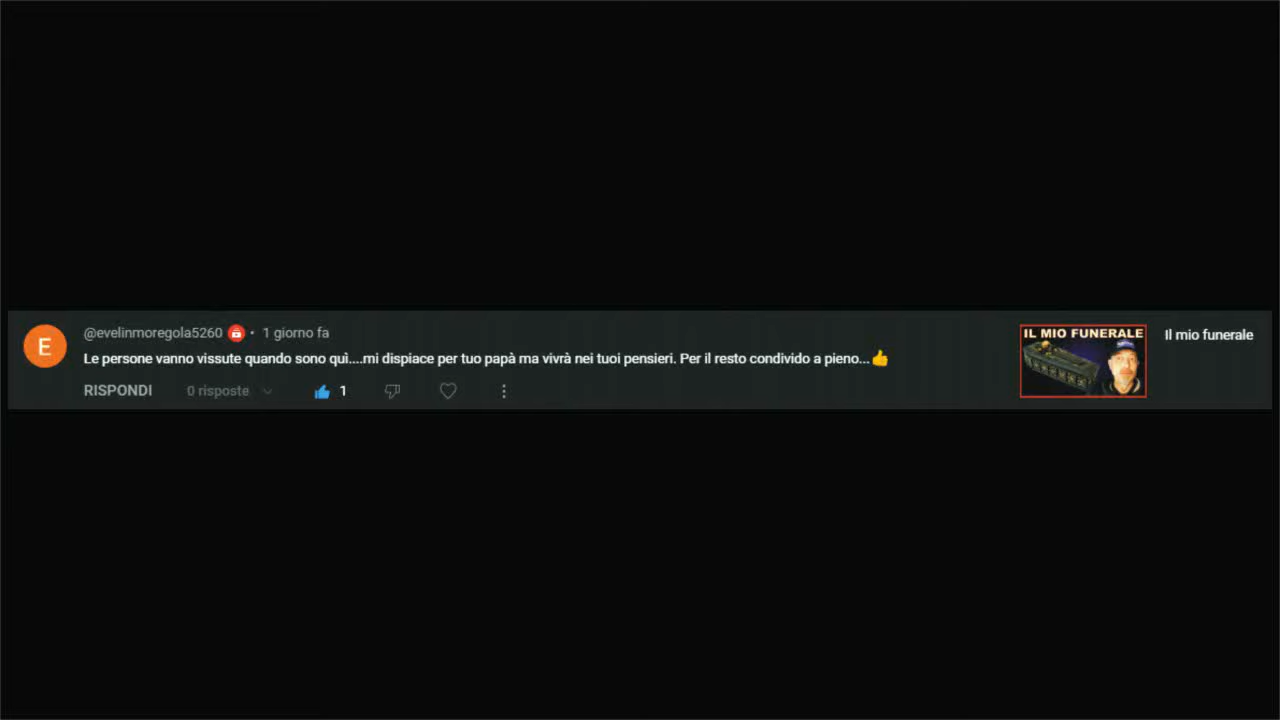 @evelinmoregola5260 • 1 giorno fa
Le persone vanno vissute quando sono quì....mi dispiace per tuo papà ma vivrà nei tuoi pensieri. Per il resto condivido a pieno...👍
RISPONDI 0 risposte 1
E
IL MIO FUNERALE
Il mio funerale